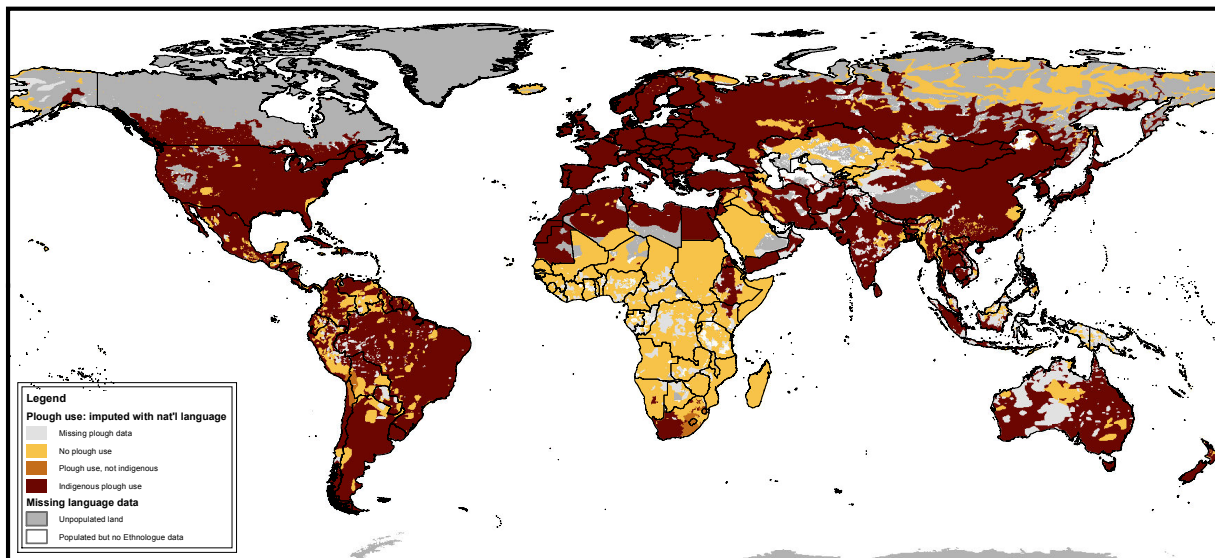 Legend
Plough use: imputed with nat'l language
Missing plough data
No plough use
Plough use, not indigenous
Indigenous plough use
Missing language data
Unpopulated land
Populated but no Ethnologue data